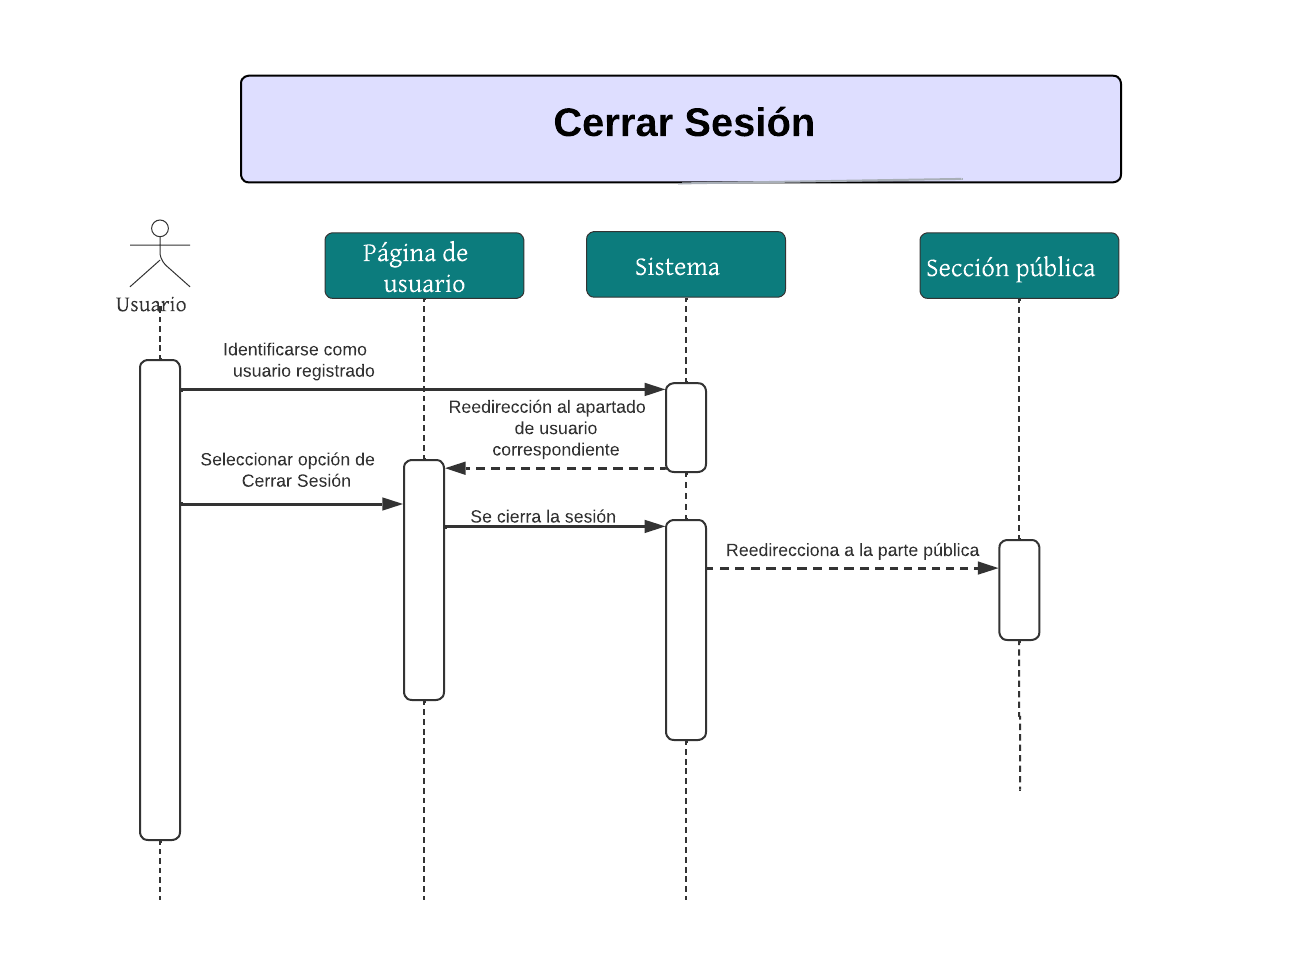 Cerrar Sesión
Página de
usuario
Sistema
Sección pública
Usuario
Identificarse como
usuario registrado
Reedirección al apartado
de usuario
correspondiente
Seleccionar opción de
Cerrar Sesión
Se cierra la sesión
Reedirecciona a la parte pública